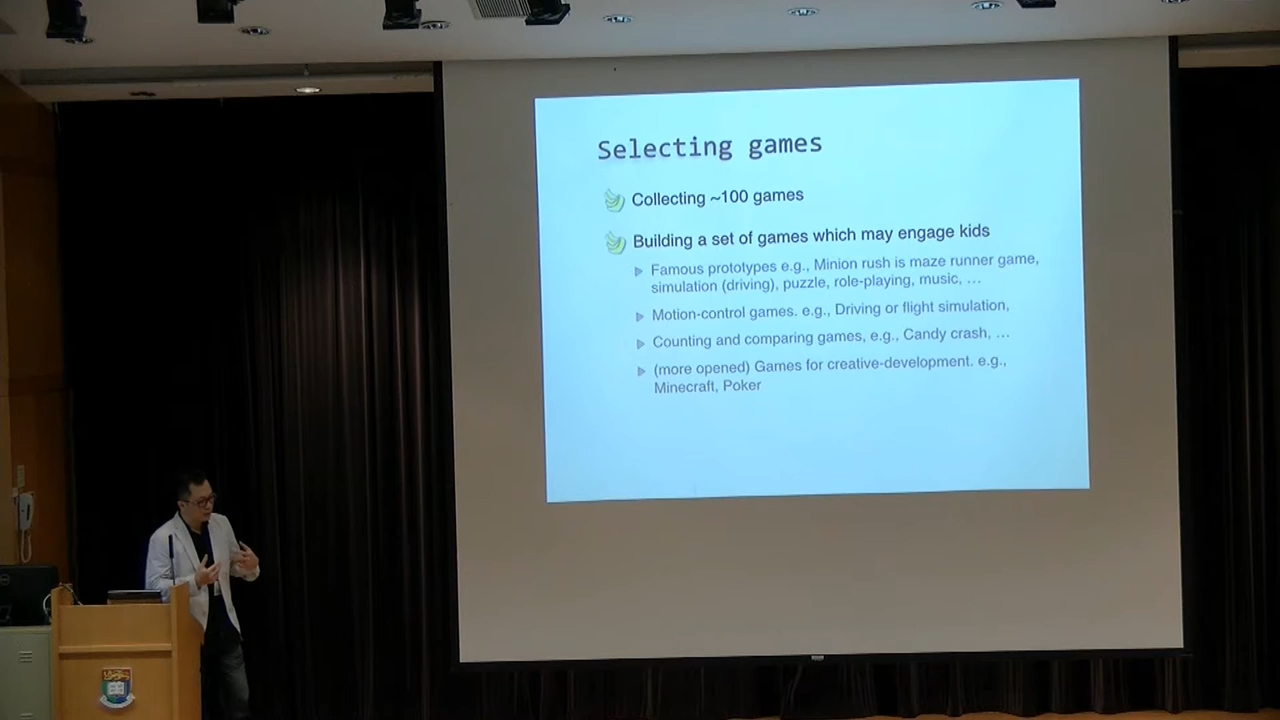 Selecting games
Collecting ~100 games
Building a set of games which may engage kids
Famous prototypes e.g., Minion rush is maze runner game,
simulation (driving), puzzle, role-playing, music, …
Motion-control games. e.g., Driving or flight simulation,
Counting and comparing games, e.g., Candy crash, …
(more opened) Games for creative-development. e.g.,
Minecraft, Poker